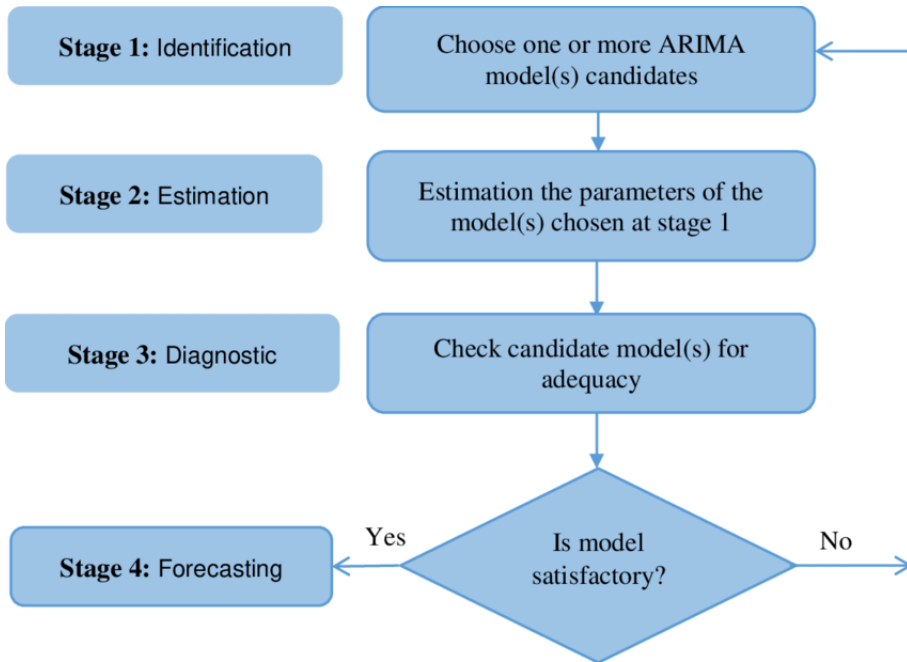 Stage 1: Identification
Choose one or more ARIMA
model(s) candidates
Stage 2: Estimation
Estimation the parameters of the
model(s) chosen at stage 1
Stage 3: Diagnostic
Check candidate model(s) for
adequacy
Stage 4: Forecasting
Yes
Is model
satisfactory?
No